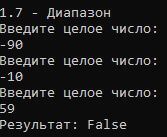 1.7 - Диапазон
Введите целое число:
-90
Введите целое число:
-10
Введите целое число:
59
Результат: False